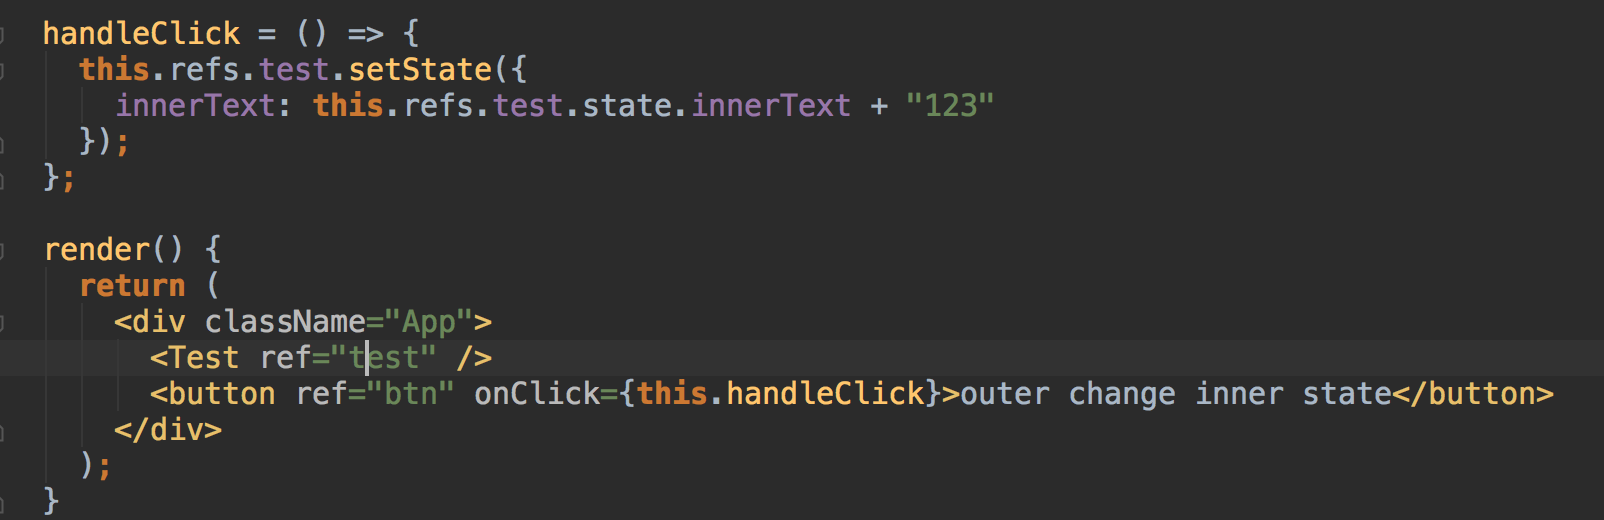 handleClick = () => {
this.refs.test.setState({
innerText: this.refs.test.state.innerText + "123"
});
};
render() {
return (
<div className="App">
<Test ref="test" />
<button ref="btn" onClick={this.handleClick}>outer change inner state</button>
</div>
);
}